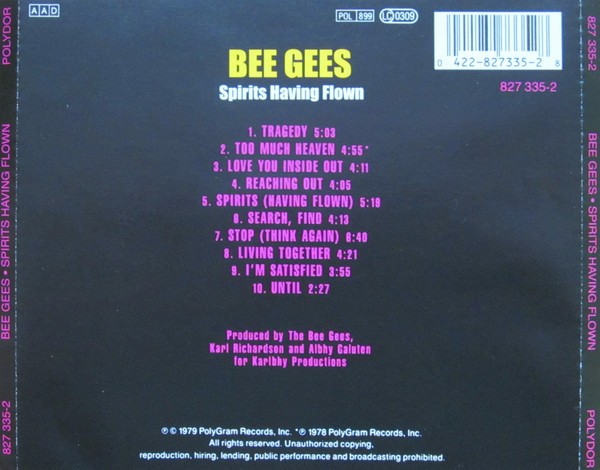 AAD
POL 899 LC 0309
0 422-827335-2 8
827 335-2
BEE GEES
Spirits Having Flown
1. TRAGEDY 5:03
2. TOO MUCH HEAVEN 4:55*
3. LOVE YOU INSIDE OUT 4:11
4. REACHING OUT 4:05
5. SPIRITS (HAVING FLOWN) 5:19
6. SEARCH, FIND 4:13
7. STOP (THINK AGAIN) 6:40
8. LIVING TOGETHER 4:21
9. I'M SATISFIED 3:55
10. UNTIL 2:27
Produced by The Bee Gees,
Karl Richardson and Albhy Galuten
for Karlbhy Productions
℗ © 1979 PolyGram Records, Inc. *℗ 1978 PolyGram Records, Inc.
All rights reserved. Unauthorized copying,
reproduction, hiring, lending, public performance and broadcasting prohibited.
827 335-2 BEE GEES • SPIRITS HAVING FLOWN POLYDOR
827 335-2 BEE GEES • SPIRITS HAVING FLOWN POLYDOR